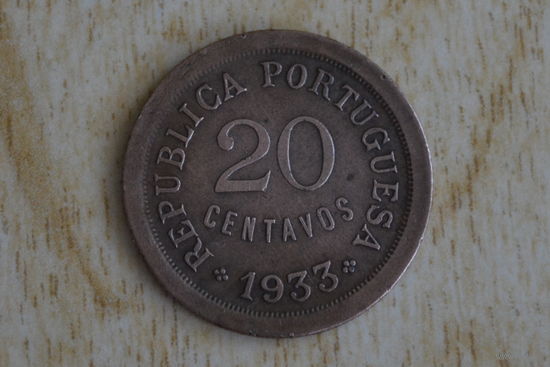 REPUBLICA PORTUGUESA
20
CENTAVOS
1933